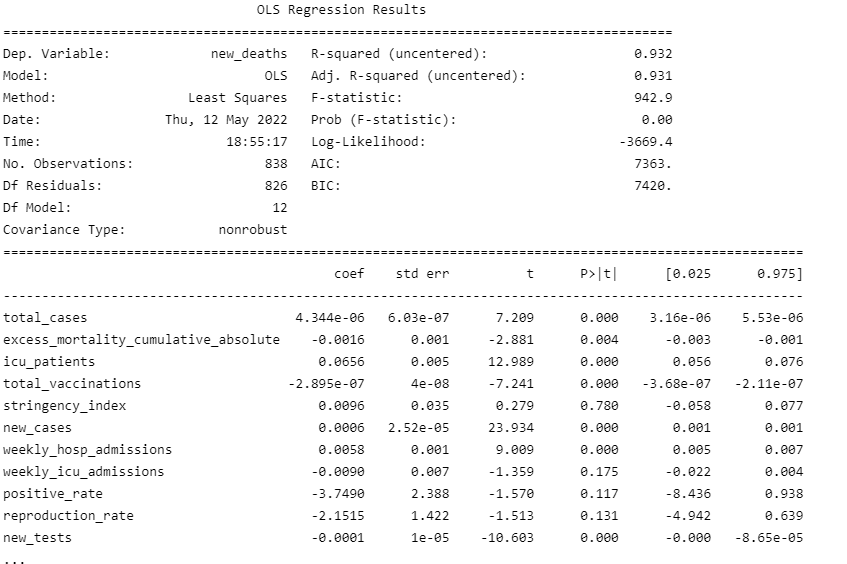 OLS Regression Results
==============================================================================
Dep. Variable: new_deaths R-squared (uncentered): 0.932
Model: OLS Adj. R-squared (uncentered): 0.931
Method: Least Squares F-statistic: 942.9
Date: Thu, 12 May 2022 Prob (F-statistic): 0.00
Time: 18:55:17 Log-Likelihood: -3669.4
No. Observations: 838 AIC: 7363.
Df Residuals: 826 BIC: 7420.
Df Model: 12
Covariance Type: nonrobust
==============================================================================
coef std err t P>|t| [0.025 0.975]
------------------------------------------------------------------------------
total_cases 4.344e-06 6.03e-07 7.209 0.000 3.16e-06 5.53e-06
excess_mortality_cumulative_absolute -0.0016 0.001 -2.881 0.004 -0.003 -0.001
icu_patients 0.0656 0.005 12.989 0.000 0.056 0.076
total_vaccinations -2.895e-07 4e-08 -7.241 0.000 -3.68e-07 -2.11e-07
stringency_index 0.0096 0.035 0.279 0.780 -0.058 0.077
new_cases 0.0006 2.52e-05 23.934 0.000 0.001 0.001
weekly_hosp_admissions 0.0058 0.001 9.009 0.000 0.005 0.007
weekly_icu_admissions -0.0090 0.007 -1.359 0.175 -0.022 0.004
positive_rate -3.7490 2.388 -1.570 0.117 -8.436 0.938
reproduction_rate -2.1515 1.422 -1.513 0.131 -4.942 0.639
new_tests -0.0001 1e-05 -10.603 0.000 -0.000 -8.65e-05
...